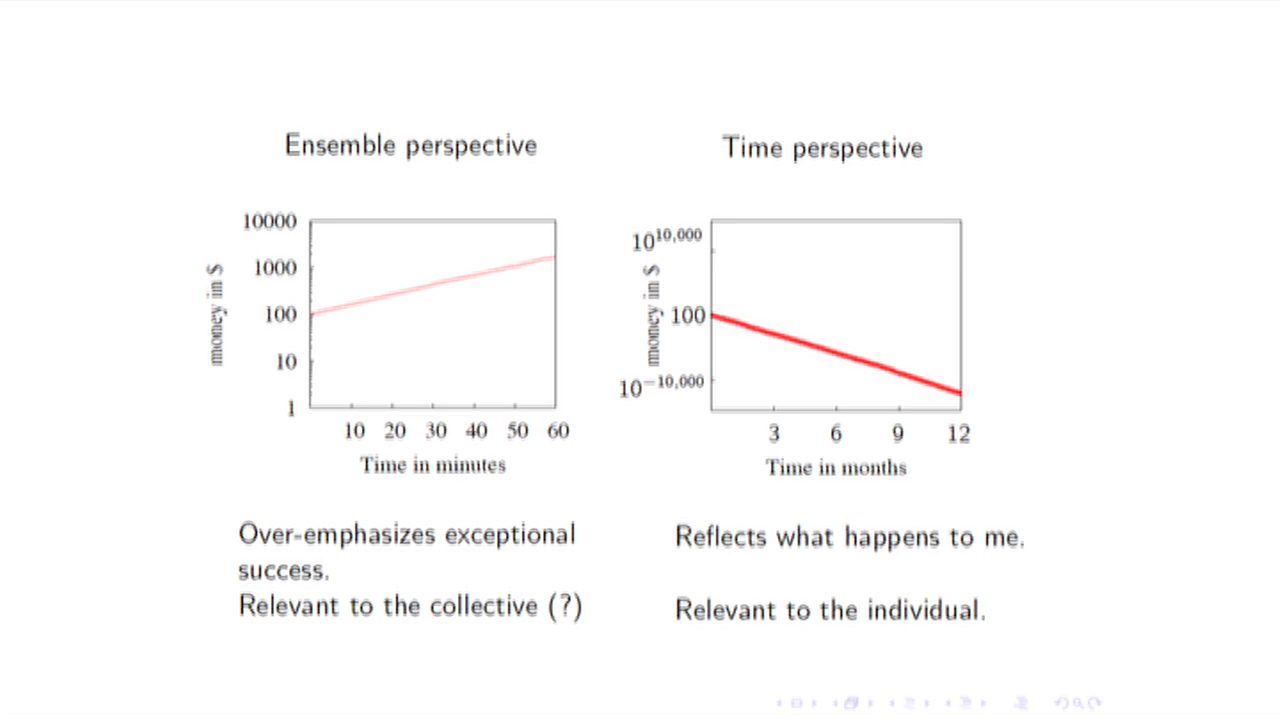 Ensemble perspective
Time perspective
10000
1000
100
10
1
money in $
10 20 30 40 50 60
Time in minutes
10^10,000
100
10^−10,000
money in $
3 6 9 12
Time in months
Over-emphasizes exceptional
success.
Relevant to the collective (?)
Reflects what happens to me.
Relevant to the individual.